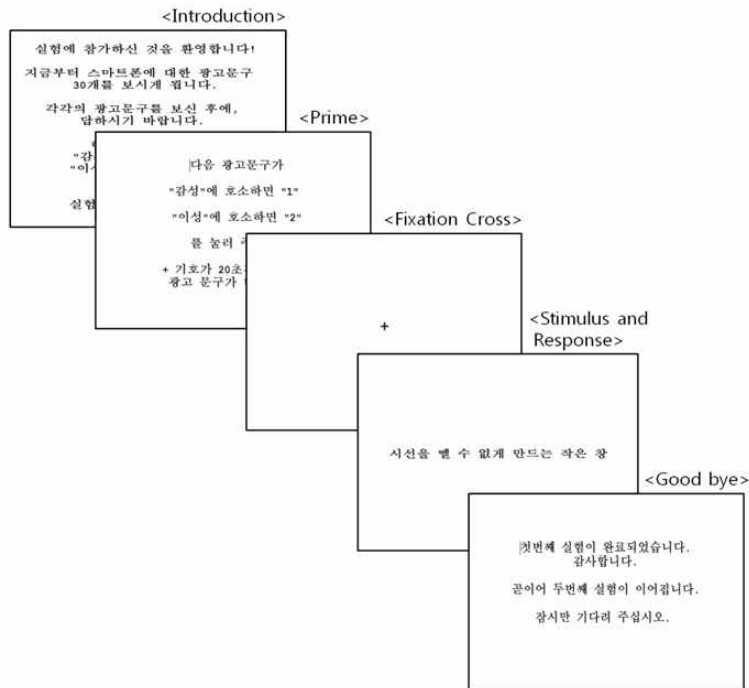 <Introduction>
실험에 참가하신 것을 환영합니다!
지금부터 스마트폰에 대한 광고문구
30개를 보시게 됩니다.
각각의 광고문구를 보신 후에,
답하시기 바랍니다.
"감
"이
실험
<Prime>
다음 광고문구가
"감성"에 호소하면 "1"
"이성"에 호소하면 "2"
를 눌러
+ 기호가 20초
광고 문구가
<Fixation Cross>
+
<Stimulus and
Response>
시선을 뗄 수 없게 만드는 작은 창
<Good bye>
첫번째 실험이 완료되었습니다.
감사합니다.
곧이어 두번째 실험이 이어집니다.
잠시만 기다려 주십시오.